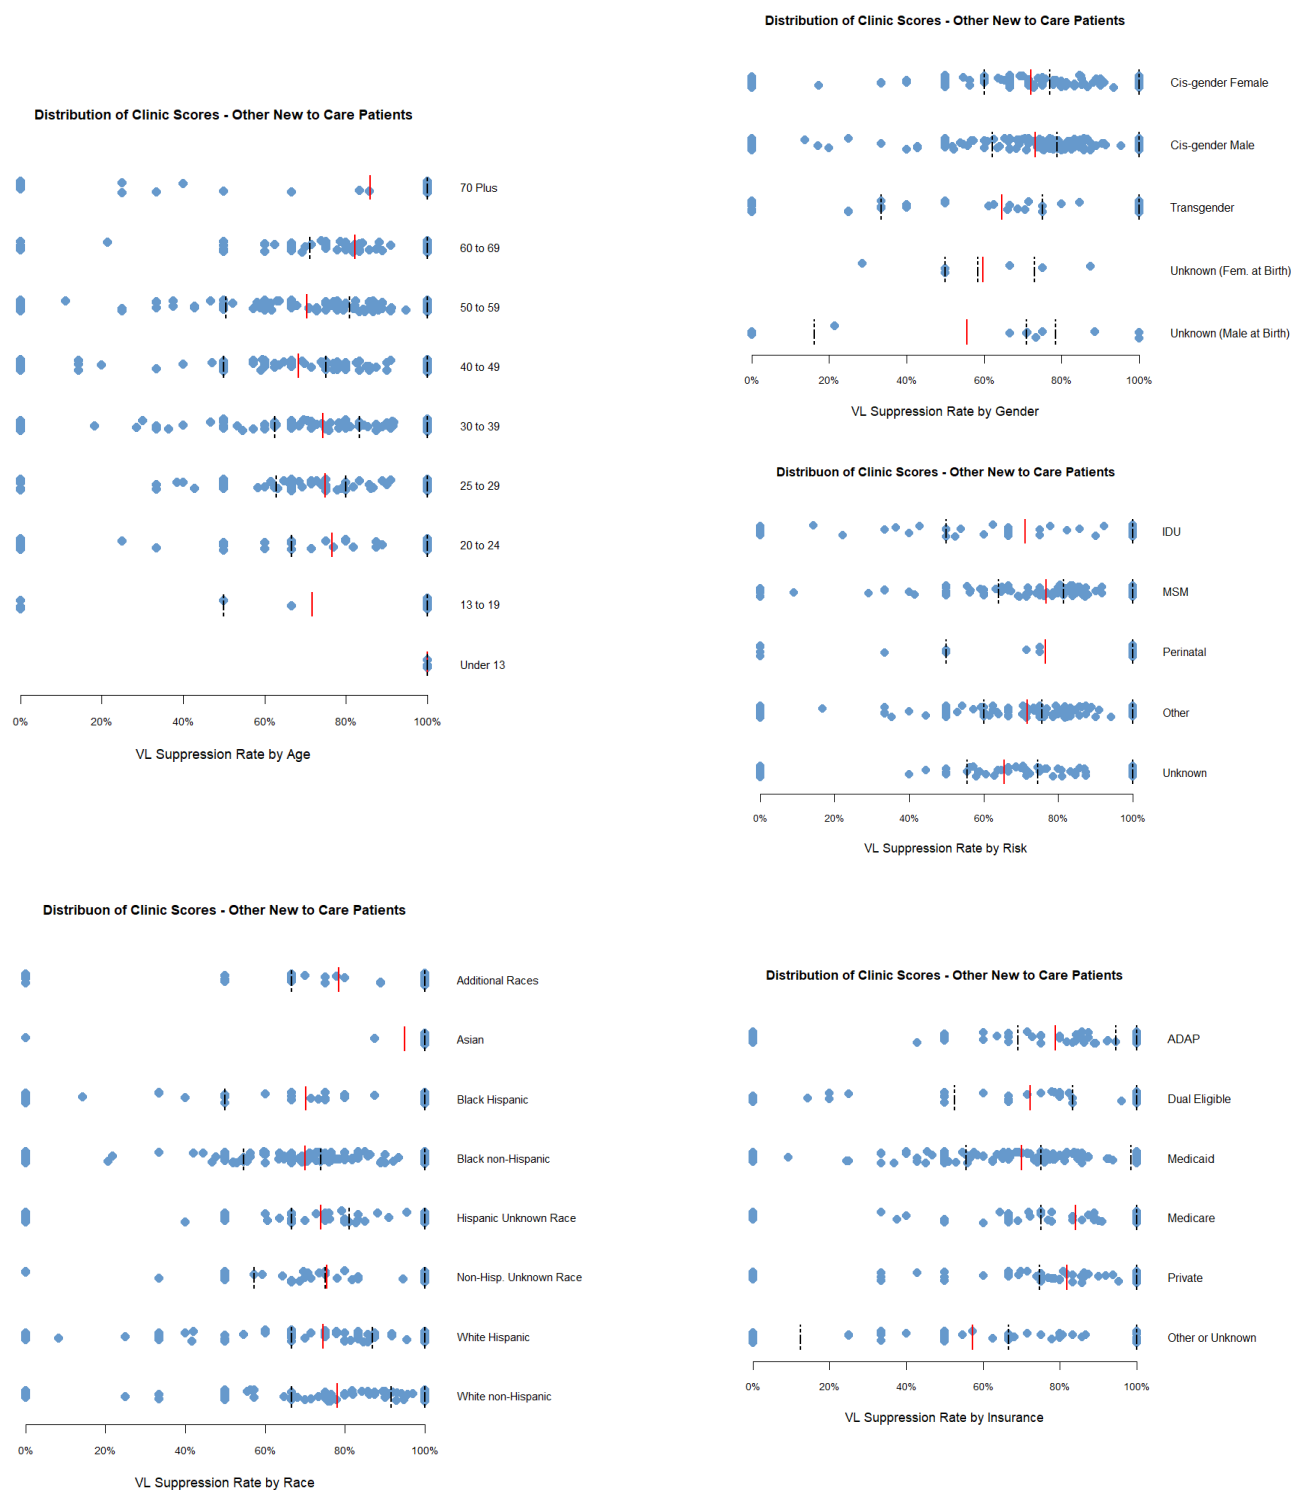 Distribution of Clinic Scores - Other New to Care Patients
70 Plus
60 to 69
50 to 59
40 to 49
30 to 39
25 to 29
20 to 24
13 to 19
Under 13
0% 20% 40% 60% 80% 100%
VL Suppression Rate by Age
Distribution of Clinic Scores - Other New to Care Patients
Cis-gender Female
Cis-gender Male
Transgender
Unknown (Fem. at Birth)
Unknown (Male at Birth)
0% 20% 40% 60% 80% 100%
VL Suppression Rate by Gender
Distribuon of Clinic Scores - Other New to Care Patients
IDU
MSM
Perinatal
Other
Unknown
0% 20% 40% 60% 80% 100%
VL Suppression Rate by Risk
Distribuon of Clinic Scores - Other New to Care Patients
Additional Races
Asian
Black Hispanic
Black non-Hispanic
Hispanic Unknown Race
Non-Hisp. Unknown Race
White Hispanic
White non-Hispanic
0% 20% 40% 60% 80% 100%
VL Suppression Rate by Race
Distribution of Clinic Scores - Other New to Care Patients
ADAP
Dual Eligible
Medicaid
Medicare
Private
Other or Unknown
0% 20% 40% 60% 80% 100%
VL Suppression Rate by Insurance